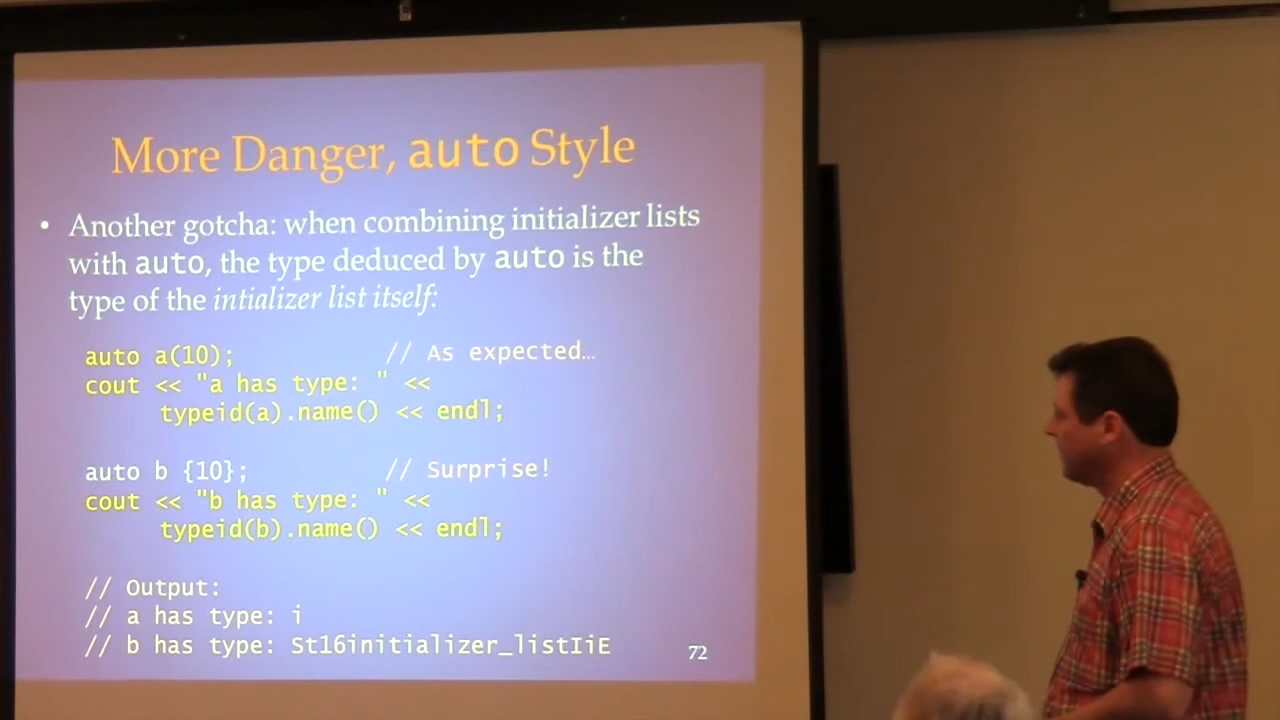 More Danger, auto Style
• Another gotcha: when combining initializer lists
with auto, the type deduced by auto is the
type of the intializer list itself:
auto a(10); // As expected…
cout << "a has type: " <<
typeid(a).name() << endl;
auto b {10}; // Surprise!
cout << "b has type: " <<
typeid(b).name() << endl;
// Output:
// a has type: i
// b has type: St16initializer_listIiE
72